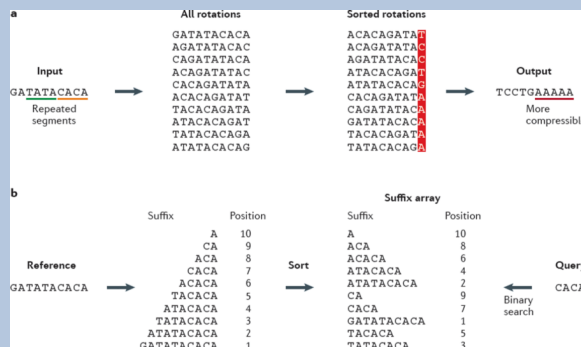 a
All rotations
Sorted rotations
Input
GATATACACA
Repeated
segments
GATATACACA
AGATATACAC
CAGATATACA
ACAGATATAC
CACAGATATA
ACACAGATAT
TACACAGATA
ATACACAGAT
TATACACAGA
ATATACACAG
ACACAGATAT
ACAGATATAC
AGATATACAC
ATACACAGAT
ATATACACAG
CACAGATATA
CAGATATACA
GATATACACA
TACACAGATA
TATACACAGA
Output
TCCTGAAAAA
More
compressibl
b
Suffix array
Suffix Position
Suffix Position
Reference
GATATACACA
A 10
CA 9
ACA 8
CACA 7
ACACA 6
TACACA 5
ATACACA 4
TATACACA 3
ATATACACA 2
GATATACACA 1
Sort
A 10
ACA 8
ACACA 6
ATACACA 4
ATATACACA 2
CA 9
CACA 7
GATATACACA 1
TACACA 5
TATACACA 3
Quer
CACA
Binary
search